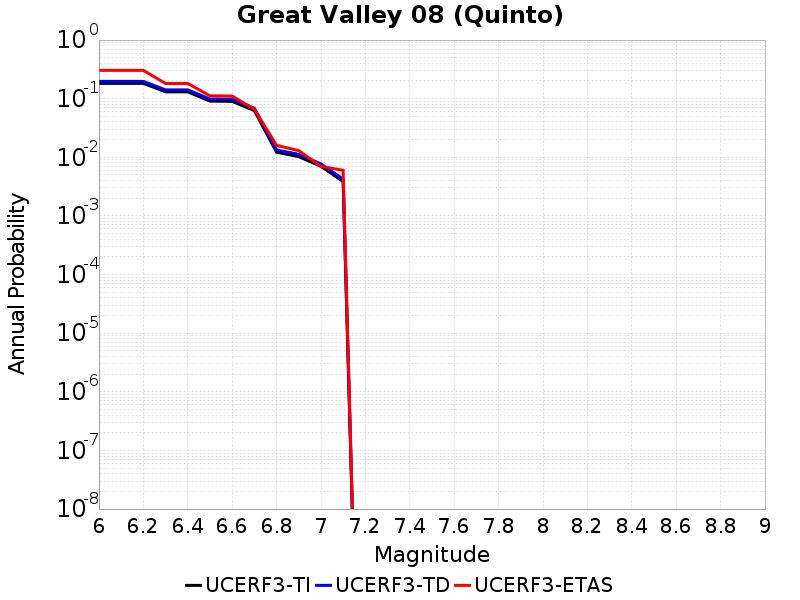 Great Valley 08 (Quinto)
Annual Probability
10^0
10^-1
10^-2
10^-3
10^-4
10^-5
10^-6
10^-7
10^-8
6 6.2 6.4 6.6 6.8 7 7.2 7.4 7.6 7.8 8 8.2 8.4 8.6 8.8 9
Magnitude
UCERF3-TI UCERF3-TD UCERF3-ETAS